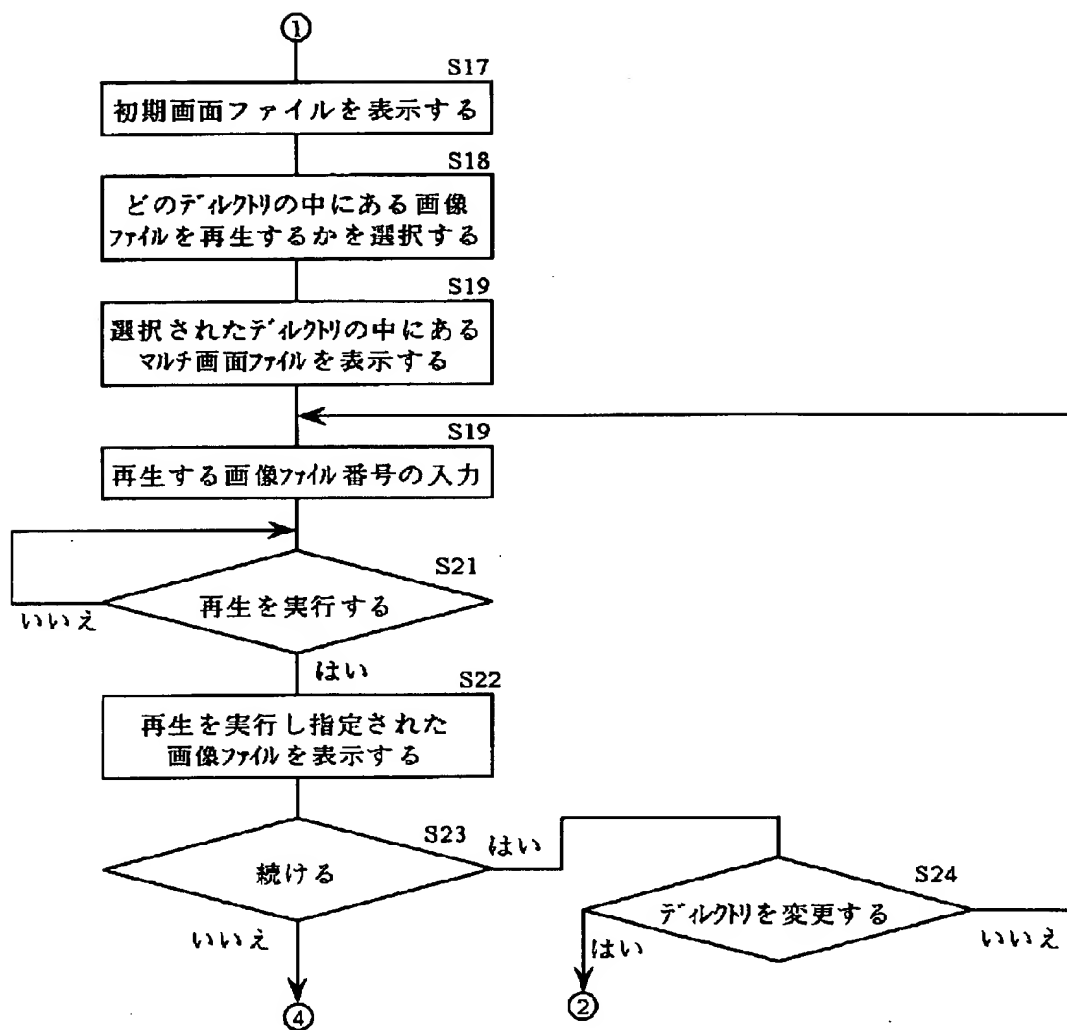 ①
S17
初期画面ファイルを表示する
S18
どのディレクトリの中にある画像
ファイルを再生するかを選択する
S19
選択されたディレクトリの中にある
マルチ画面ファイルを表示する
S19
再生する画像ファイル番号の入力
S21
再生を実行する
いいえ
はい
S22
再生を実行し指定された
画像ファイルを表示する
S23
続ける
はい
いいえ
S24
ディレクトリを変更する
はい
いいえ
④
②